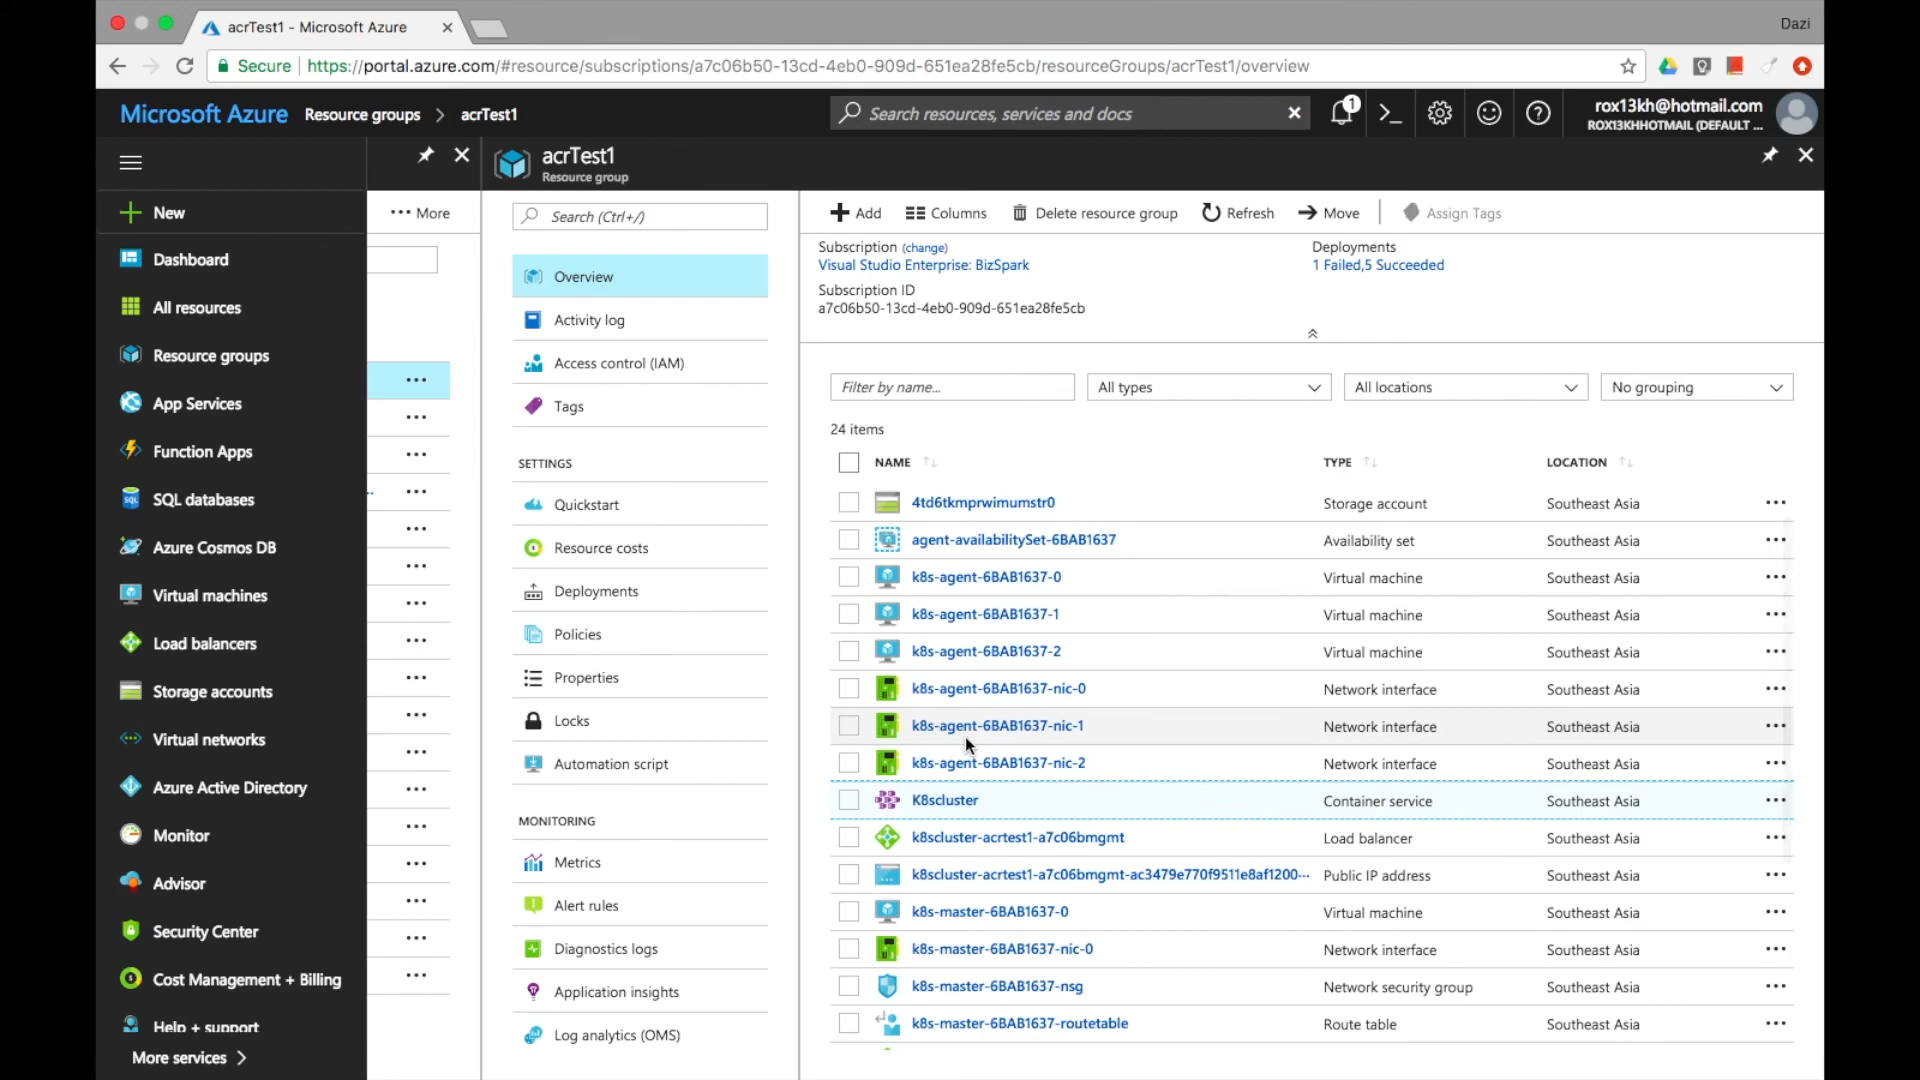 acrTest1 - Microsoft Azure
Dazi
Secure
https://portal.azure.com/#resource/subscriptions/a7c06b50-13cd-4eb0-909d-651ea28fe5cb/resourceGroups/acrTest1/overview
Microsoft Azure
Resource groups > acrTest1
Search resources, services and docs
1
rox13kh@hotmail.com
ROX13KHHOTMAIL (DEFAULT ...
acrTest1
Resource group
New
Dashboard
All resources
Resource groups
App Services
Function Apps
SQL databases
Azure Cosmos DB
Virtual machines
Load balancers
Storage accounts
Virtual networks
Azure Active Directory
Monitor
Advisor
Security Center
Cost Management + Billing
Help + support
More services >
More
Search (Ctrl+/)
Overview
Activity log
Access control (IAM)
Tags
SETTINGS
Quickstart
Resource costs
Deployments
Policies
Properties
Locks
Automation script
MONITORING
Metrics
Alert rules
Diagnostics logs
Application insights
Log analytics (OMS)
Add
Columns
Delete resource group
Refresh
Move
Assign Tags
Subscription (change)
Visual Studio Enterprise: BizSpark
Deployments
1 Failed,5 Succeeded
Subscription ID
a7c06b50-13cd-4eb0-909d-651ea28fe5cb
Filter by name...
All types
All locations
No grouping
24 items
NAME TYPE LOCATION
4td6tkmprwimumstr0 Storage account Southeast Asia
agent-availabilitySet-6BAB1637 Availability set Southeast Asia
k8s-agent-6BAB1637-0 Virtual machine Southeast Asia
k8s-agent-6BAB1637-1 Virtual machine Southeast Asia
k8s-agent-6BAB1637-2 Virtual machine Southeast Asia
k8s-agent-6BAB1637-nic-0 Network interface Southeast Asia
k8s-agent-6BAB1637-nic-1 Network interface Southeast Asia
k8s-agent-6BAB1637-nic-2 Network interface Southeast Asia
K8scluster Container service Southeast Asia
k8scluster-acrtest1-a7c06bmgmt Load balancer Southeast Asia
k8scluster-acrtest1-a7c06bmgmt-ac3479e770f9511e8af1200... Public IP address Southeast Asia
k8s-master-6BAB1637-0 Virtual machine Southeast Asia
k8s-master-6BAB1637-nic-0 Network interface Southeast Asia
k8s-master-6BAB1637-nsg Network security group Southeast Asia
k8s-master-6BAB1637-routetable Route table Southeast Asia